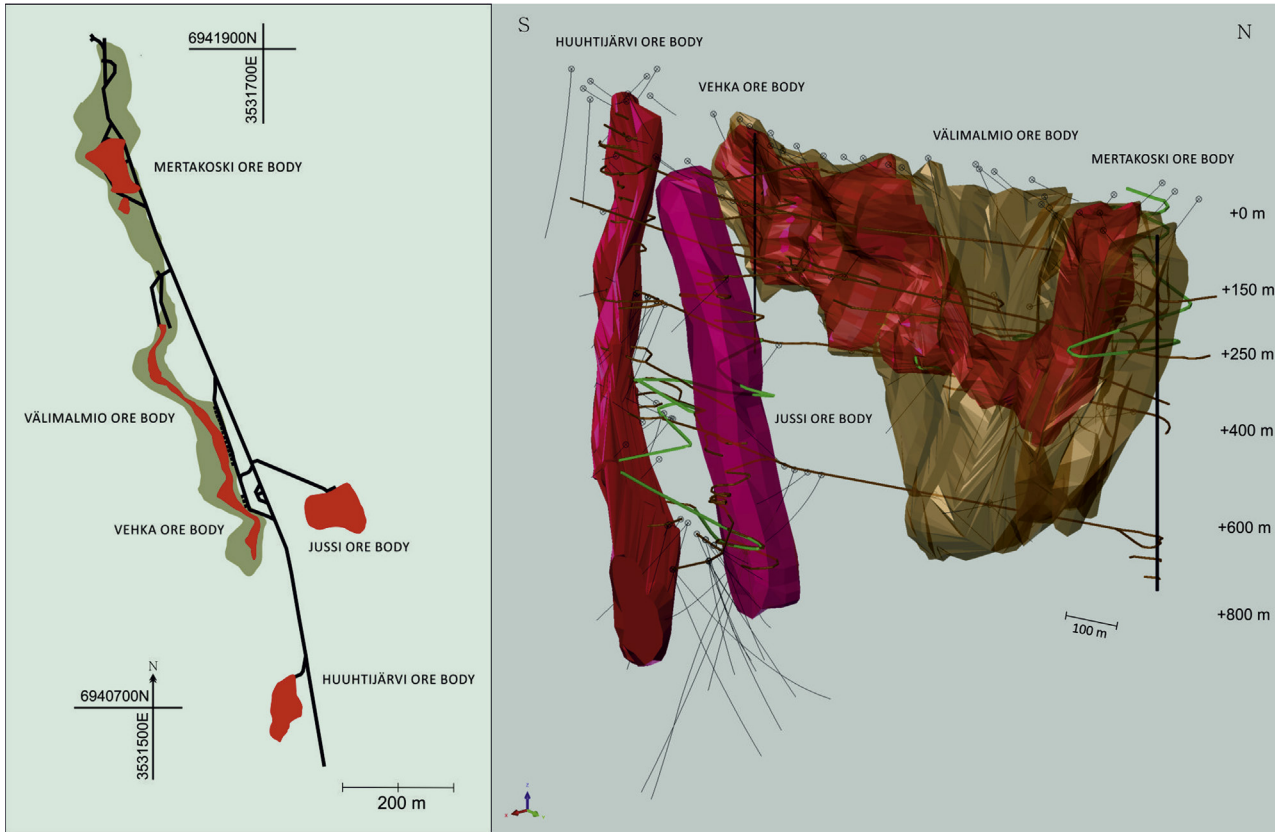 6941900N
3531700E
MERTAKOSKI ORE BODY
VÄLIMALMIO ORE BODY
VEHKA ORE BODY
JUSSI ORE BODY
HUUHTIJÄRVI ORE BODY
N
6940700N
3531500E
200 m
S
N
HUUHTIJÄRVI ORE BODY
VEHKA ORE BODY
VÄLIMALMIO ORE BODY
MERTAKOSKI ORE BODY
+0 m
+150 m
+250 m
JUSSI ORE BODY
+400 m
+600 m
+800 m
100 m